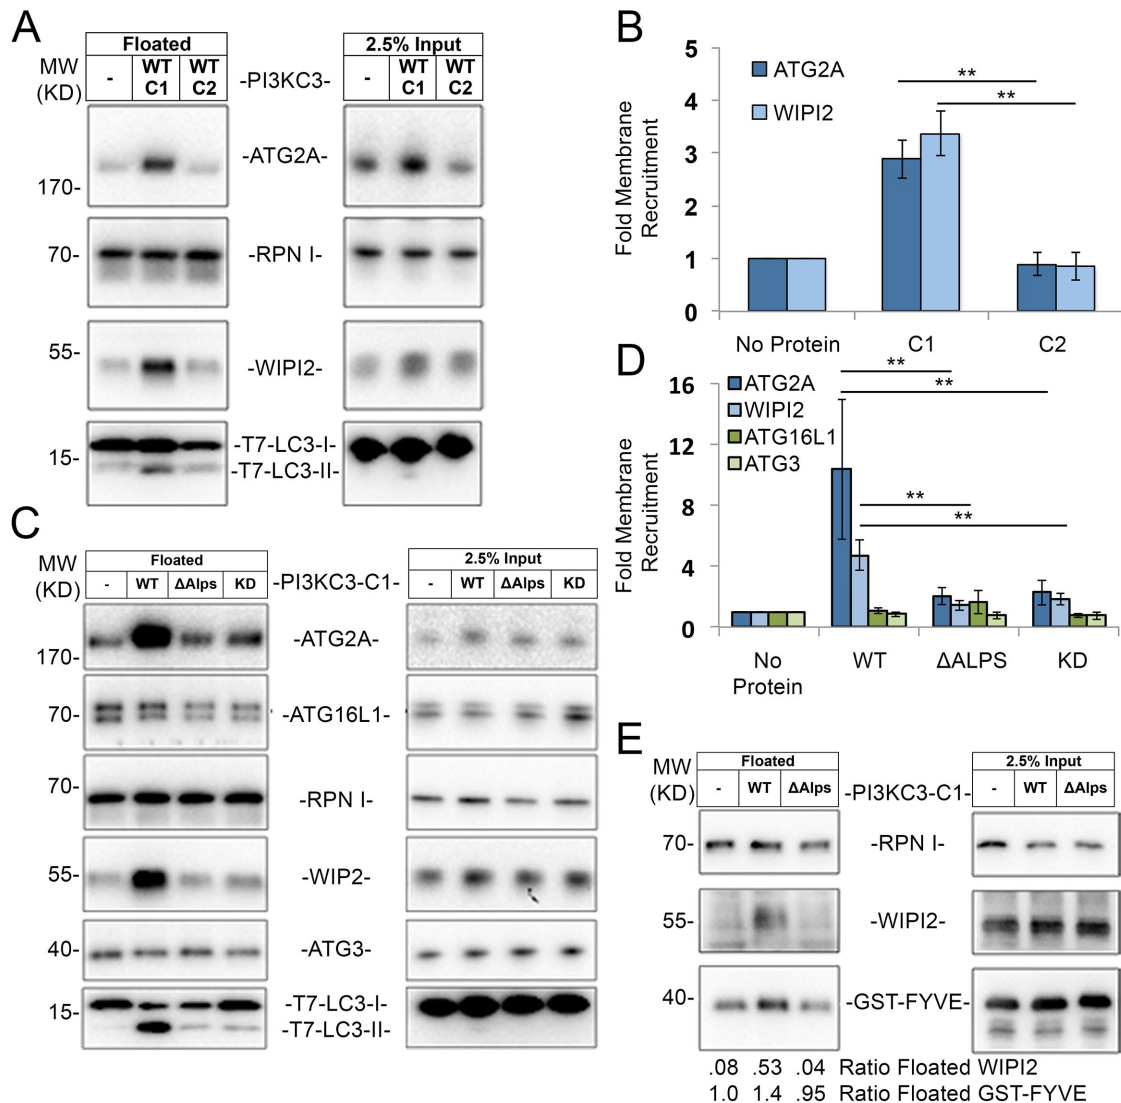 A
Floated
2.5% Input
MW
(KD)
-
WT
C1
WT
C2
-PI3KC3-
-
WT
C1
WT
C2
-ATG2A-
170-
70-
-RPN I-
55-
-WIPI2-
-T7-LC3-I-
15-
-T7-LC3-II-
B
5
4
3
2
1
0
Fold Membrane
Recruitment
ATG2A
WIPI2
**
**
No Protein
C1
C2
C
MW
(KD)
Floated
2.5% Input
-
WT
ΔAlps
KD
-PI3KC3-C1-
-
WT
ΔAlps
KD
-ATG2A-
170-
70-
-ATG16L1-
70-
-RPN I-
55-
-WIP2-
40-
-ATG3-
15-
-T7-LC3-I-
-T7-LC3-II-
D
16
12
8
4
0
Fold Membrane
Recruitment
ATG2A
WIPI2
ATG16L1
ATG3
**
**
**
**
No
Protein
WT
ΔALPS
KD
E
MW
(KD)
Floated
2.5% Input
-
WT
ΔAlps
-PI3KC3-C1-
-
WT
ΔAlps
70-
-RPN I-
55-
-WIPI2-
40-
-GST-FYVE-
.08 .53 .04 Ratio Floated WIPI2
1.0 1.4 .95 Ratio Floated GST-FYVE